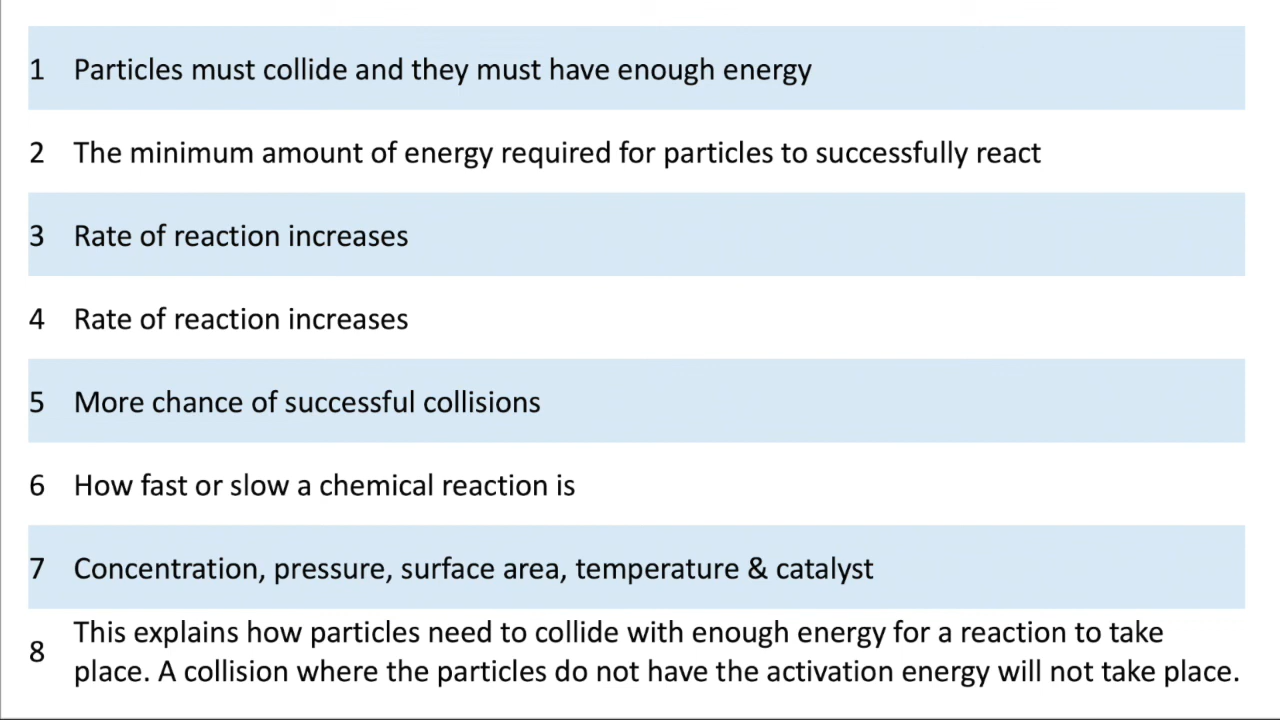 1 Particles must collide and they must have enough energy
2 The minimum amount of energy required for particles to successfully react
3 Rate of reaction increases
4 Rate of reaction increases
5 More chance of successful collisions
6 How fast or slow a chemical reaction is
7 Concentration, pressure, surface area, temperature & catalyst
8 This explains how particles need to collide with enough energy for a reaction to take
place. A collision where the particles do not have the activation energy will not take place.